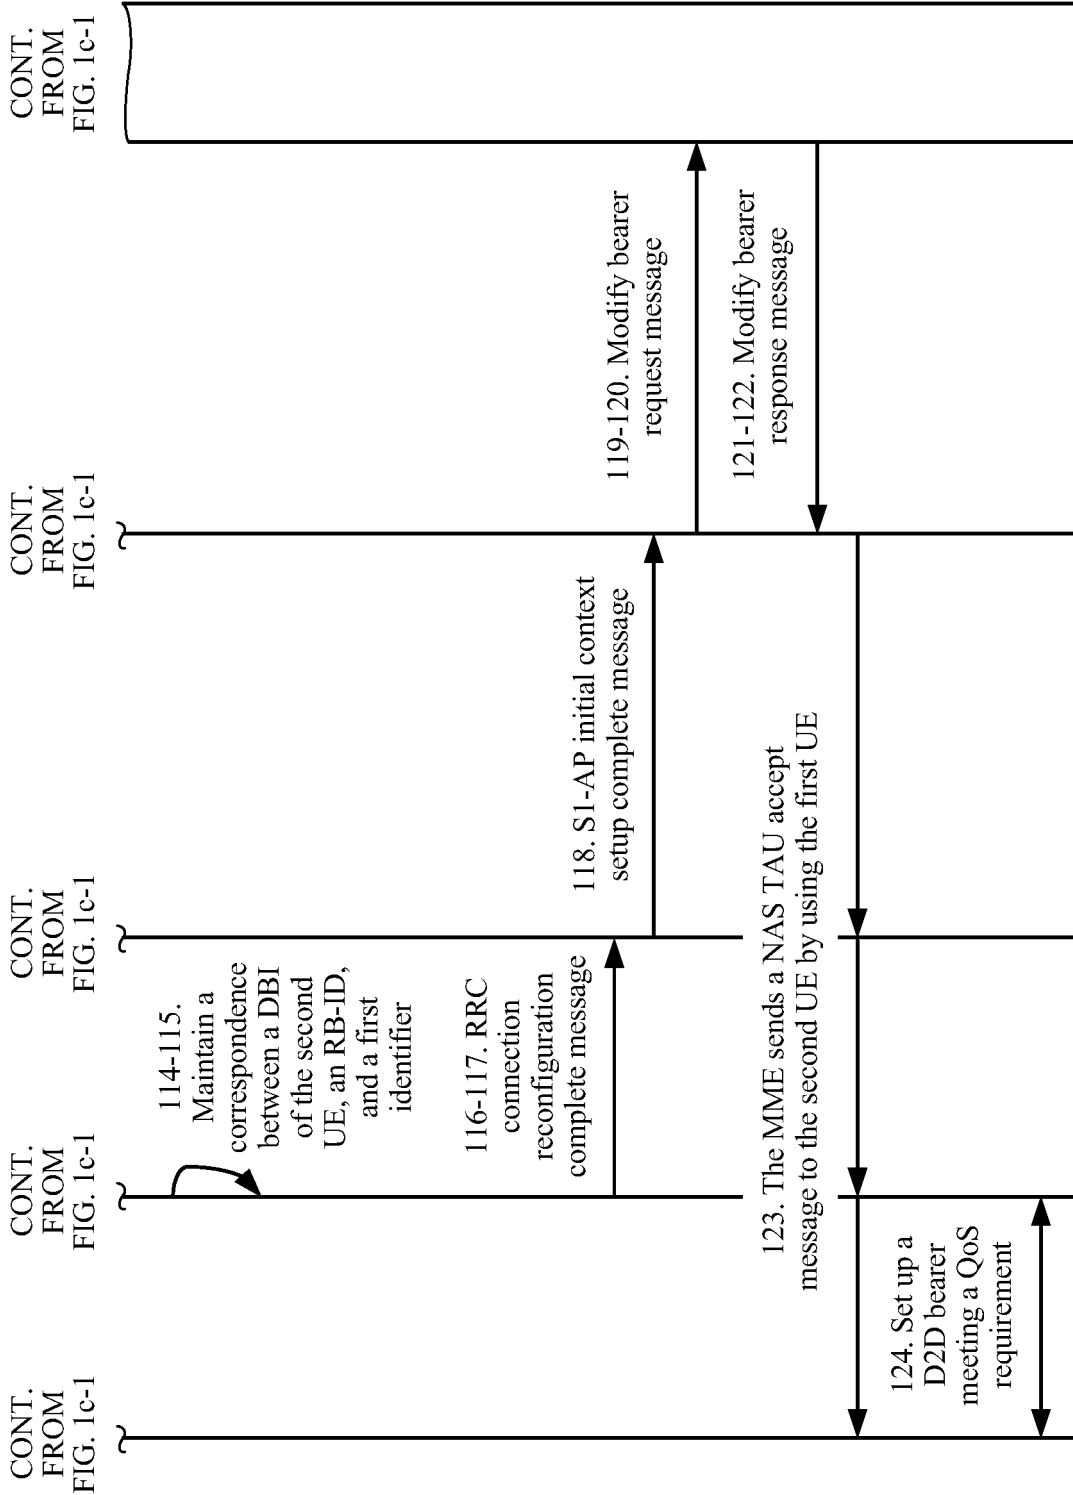 CONT.
FROM
FIG. 1c-1
CONT.
FROM
FIG. 1c-1
CONT.
FROM
FIG. 1c-1
CONT.
FROM
FIG. 1c-1
CONT.
FROM
FIG. 1c-1
114-115.
Maintain a
correspondence
between a DBI
of the second
UE, an RB-ID,
and a first
identifier
116-117. RRC
connection
reconfiguration
complete message
118. S1-AP initial context
setup complete message
119-120. Modify bearer
request message
121-122. Modify bearer
response message
123. The MME sends a NAS TAU accept
message to the second UE by using the first UE
124. Set up a
D2D bearer
meeting a QoS
requirement